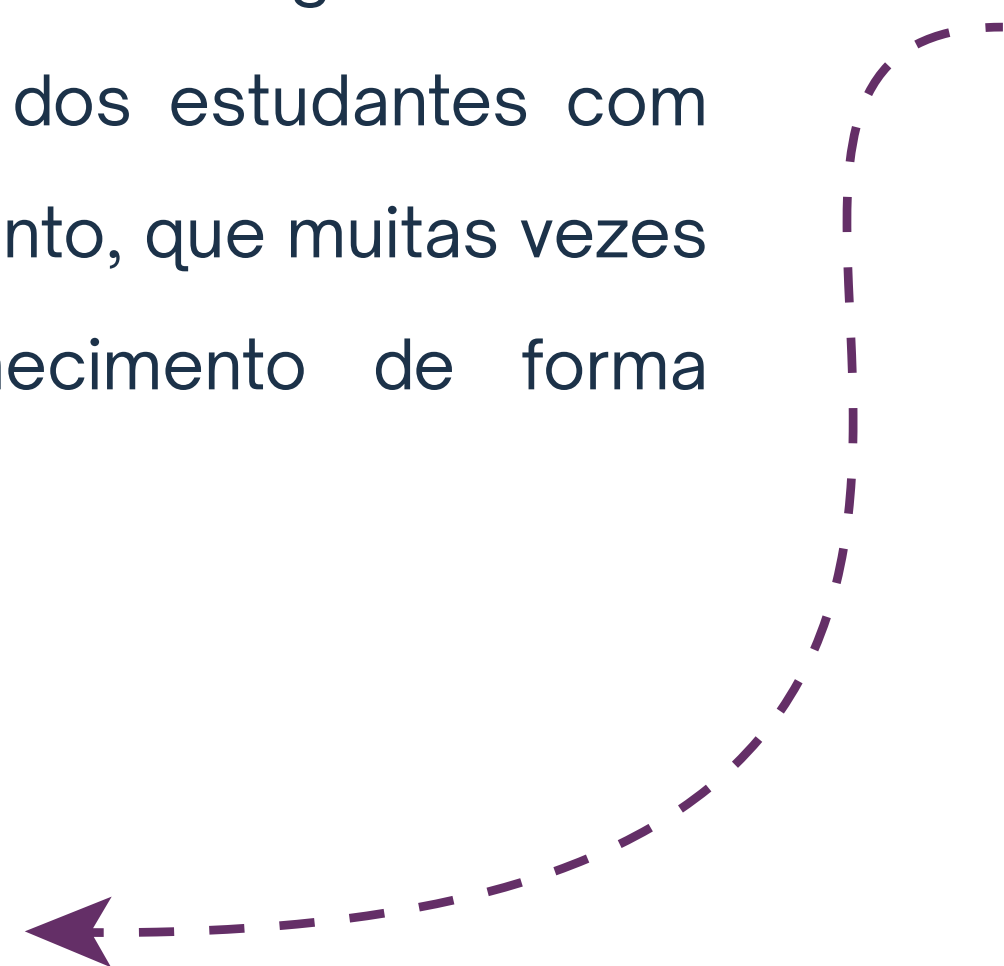 dos estudantes com
nto, que muitas vezes
ecimento de forma